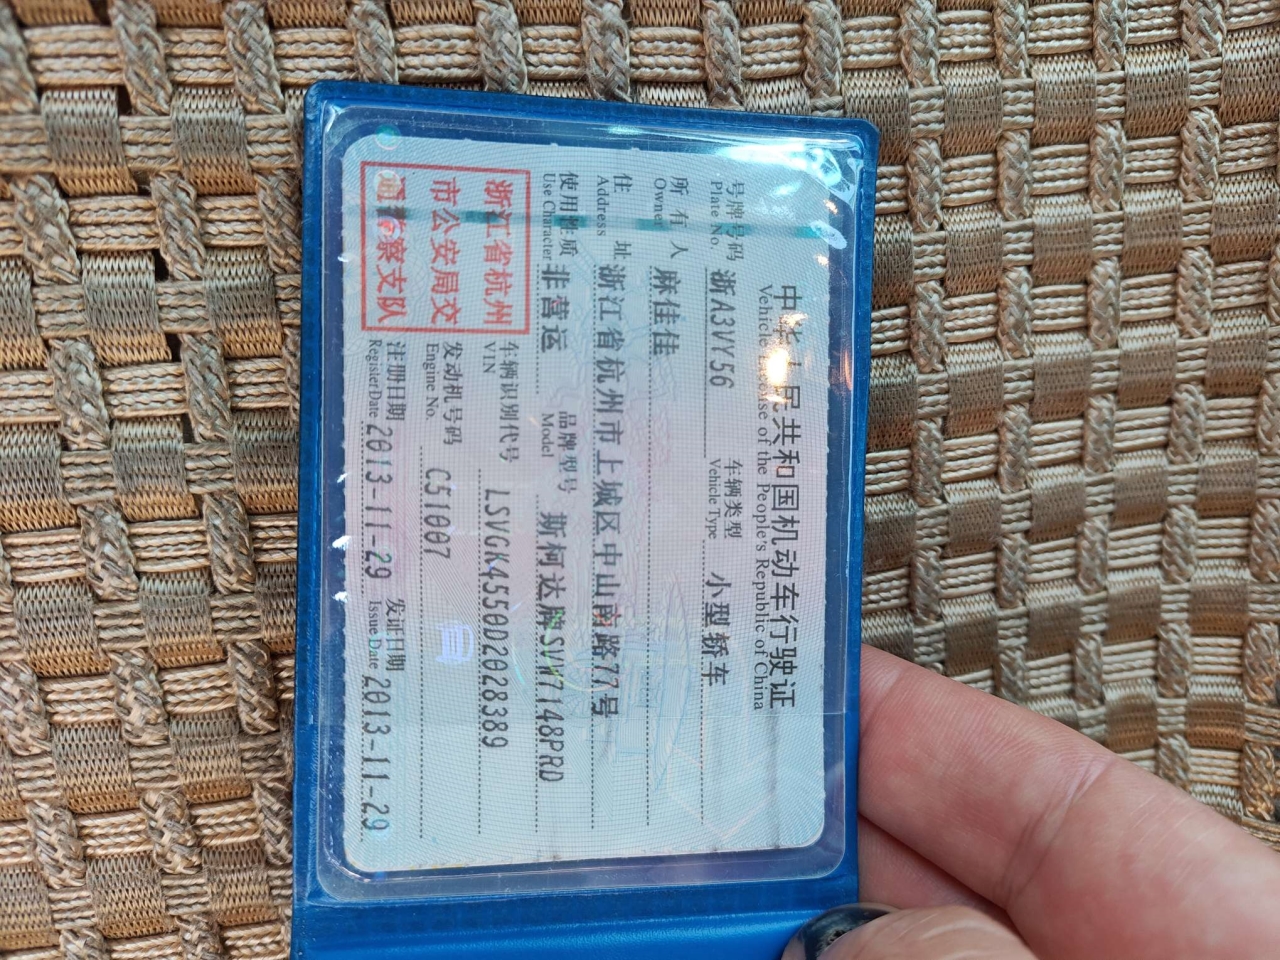 中华人民共和国机动车行驶证
Vehicle License of the People's Republic of China
号牌号码 浙A3VY56 车辆类型 小型轿车
Plate No. Vehicle Type
所有人 麻佳佳
Owner
住址 浙江省杭州市上城区中山南路77号
Address
使用性质 非营运 品牌型号 斯柯达牌SVW7148PRD
Use Character Model
浙江省杭州
市公安局交
通警察支队
车辆识别代号 LSVGK4550D2028389
VIN
发动机号码 C51007
Engine No.
注册日期 2013-11-29 发证日期 2013-11-29
Register Date Issue Date